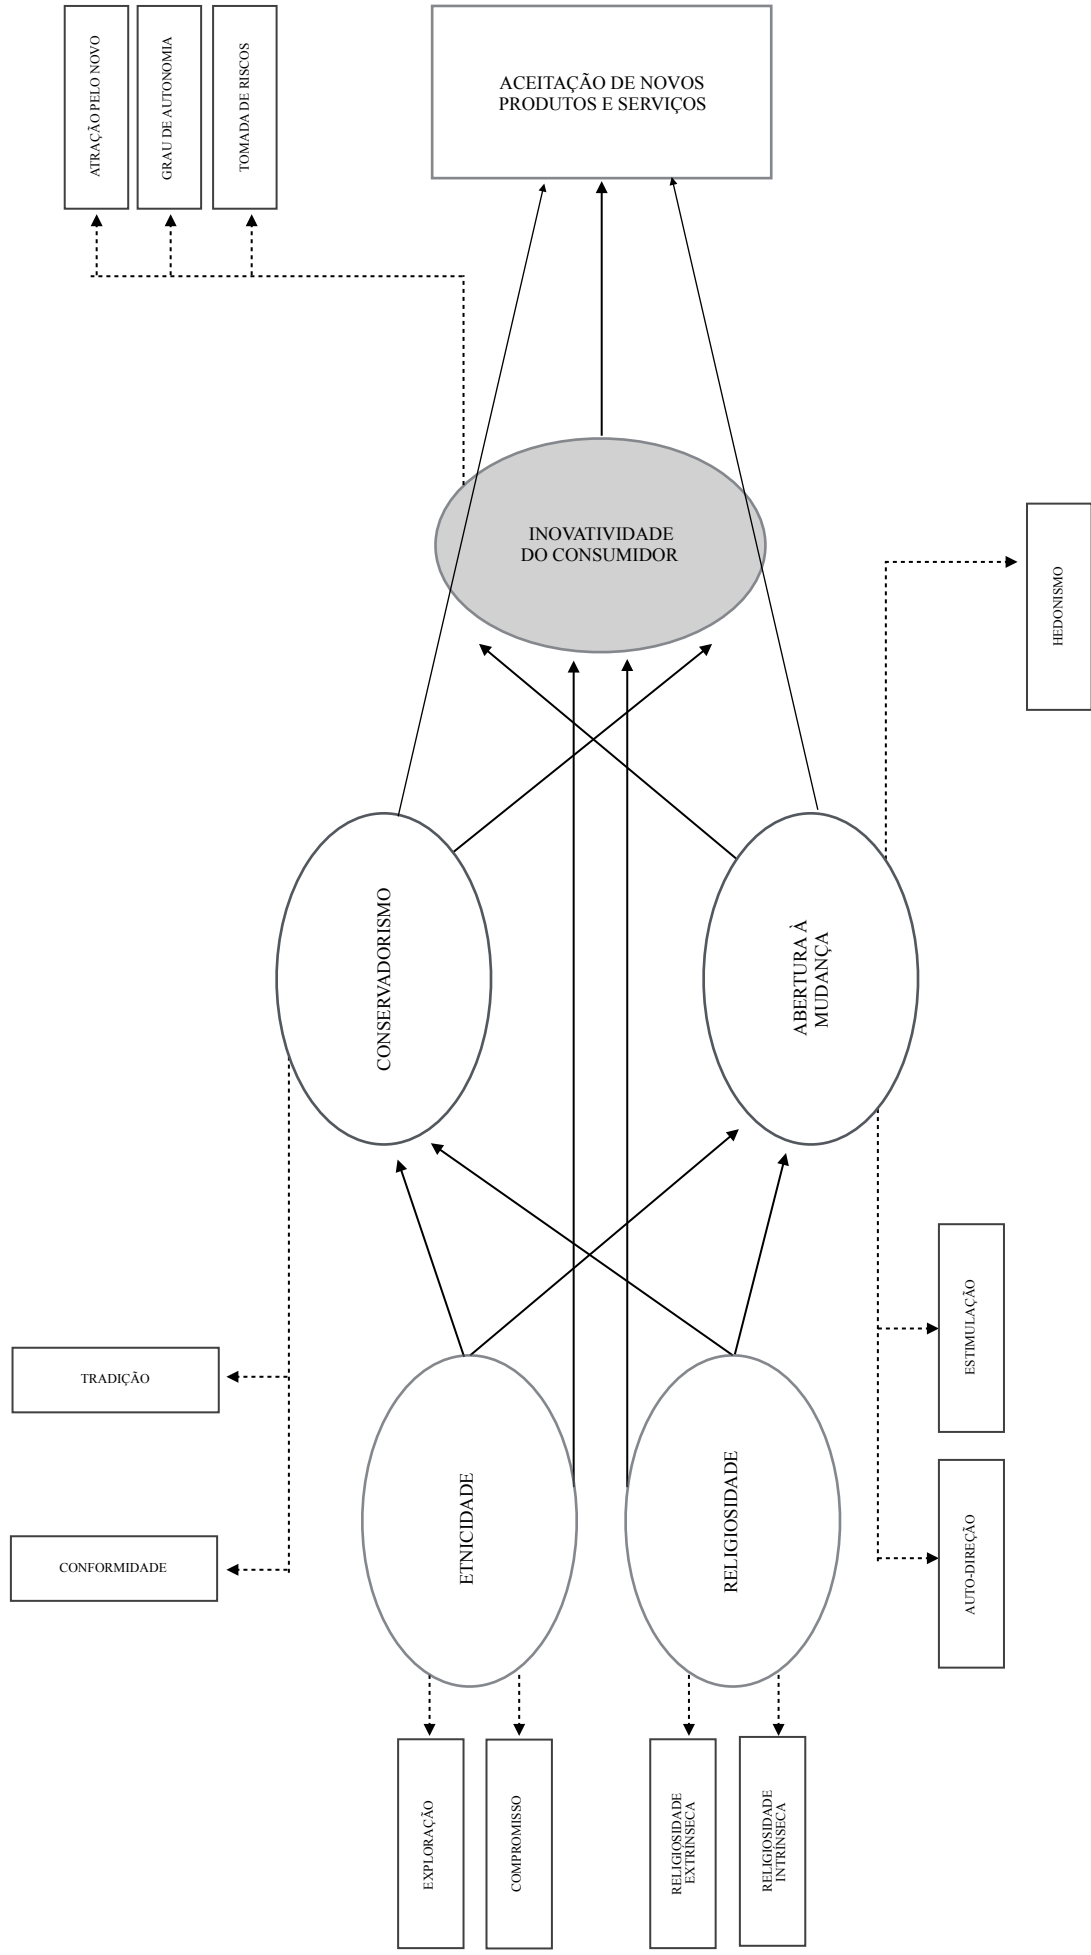 ATRAÇÃO PELO NOVO
GRAU DE AUTONOMIA
TOMADA DE RISCOS
ACEITAÇÃO DE NOVOS
PRODUTOS E SERVIÇOS
INOVATIVIDADE
DO CONSUMIDOR
HEDONISMO
CONSERVADORISMO
ABERTURA À
MUDANÇA
TRADIÇÃO
ESTIMULAÇÃO
CONFORMIDADE
ETNICIDADE
RELIGIOSIDADE
AUTO-DIREÇÃO
EXPLORAÇÃO
COMPROMISSO
RELIGIOSIDADE
EXTRÍNSECA
RELIGIOSIDADE
INTRÍNSECA